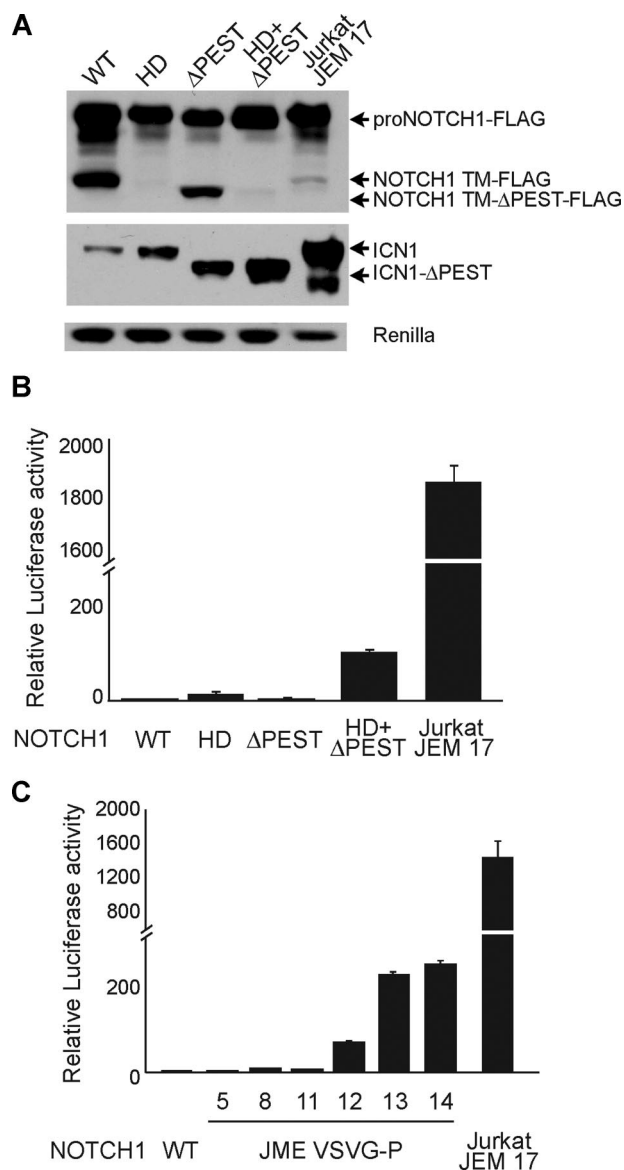 A
WT HD ΔPEST HD+ ΔPEST Jurkat JEM 17
proNOTCH1-FLAG
NOTCH1 TM-FLAG
NOTCH1 TM-ΔPEST-FLAG
ICN1
ICN1-ΔPEST
Renilla
B
Relative Luciferase activity
2000
1800
1600
200
0
NOTCH1 WT HD ΔPEST HD+ ΔPEST Jurkat JEM 17
C
Relative Luciferase activity
2000
1600
1200
800
200
0
5 8 11 12 13 14
NOTCH1 WT JME VSVG-P Jurkat JEM 17